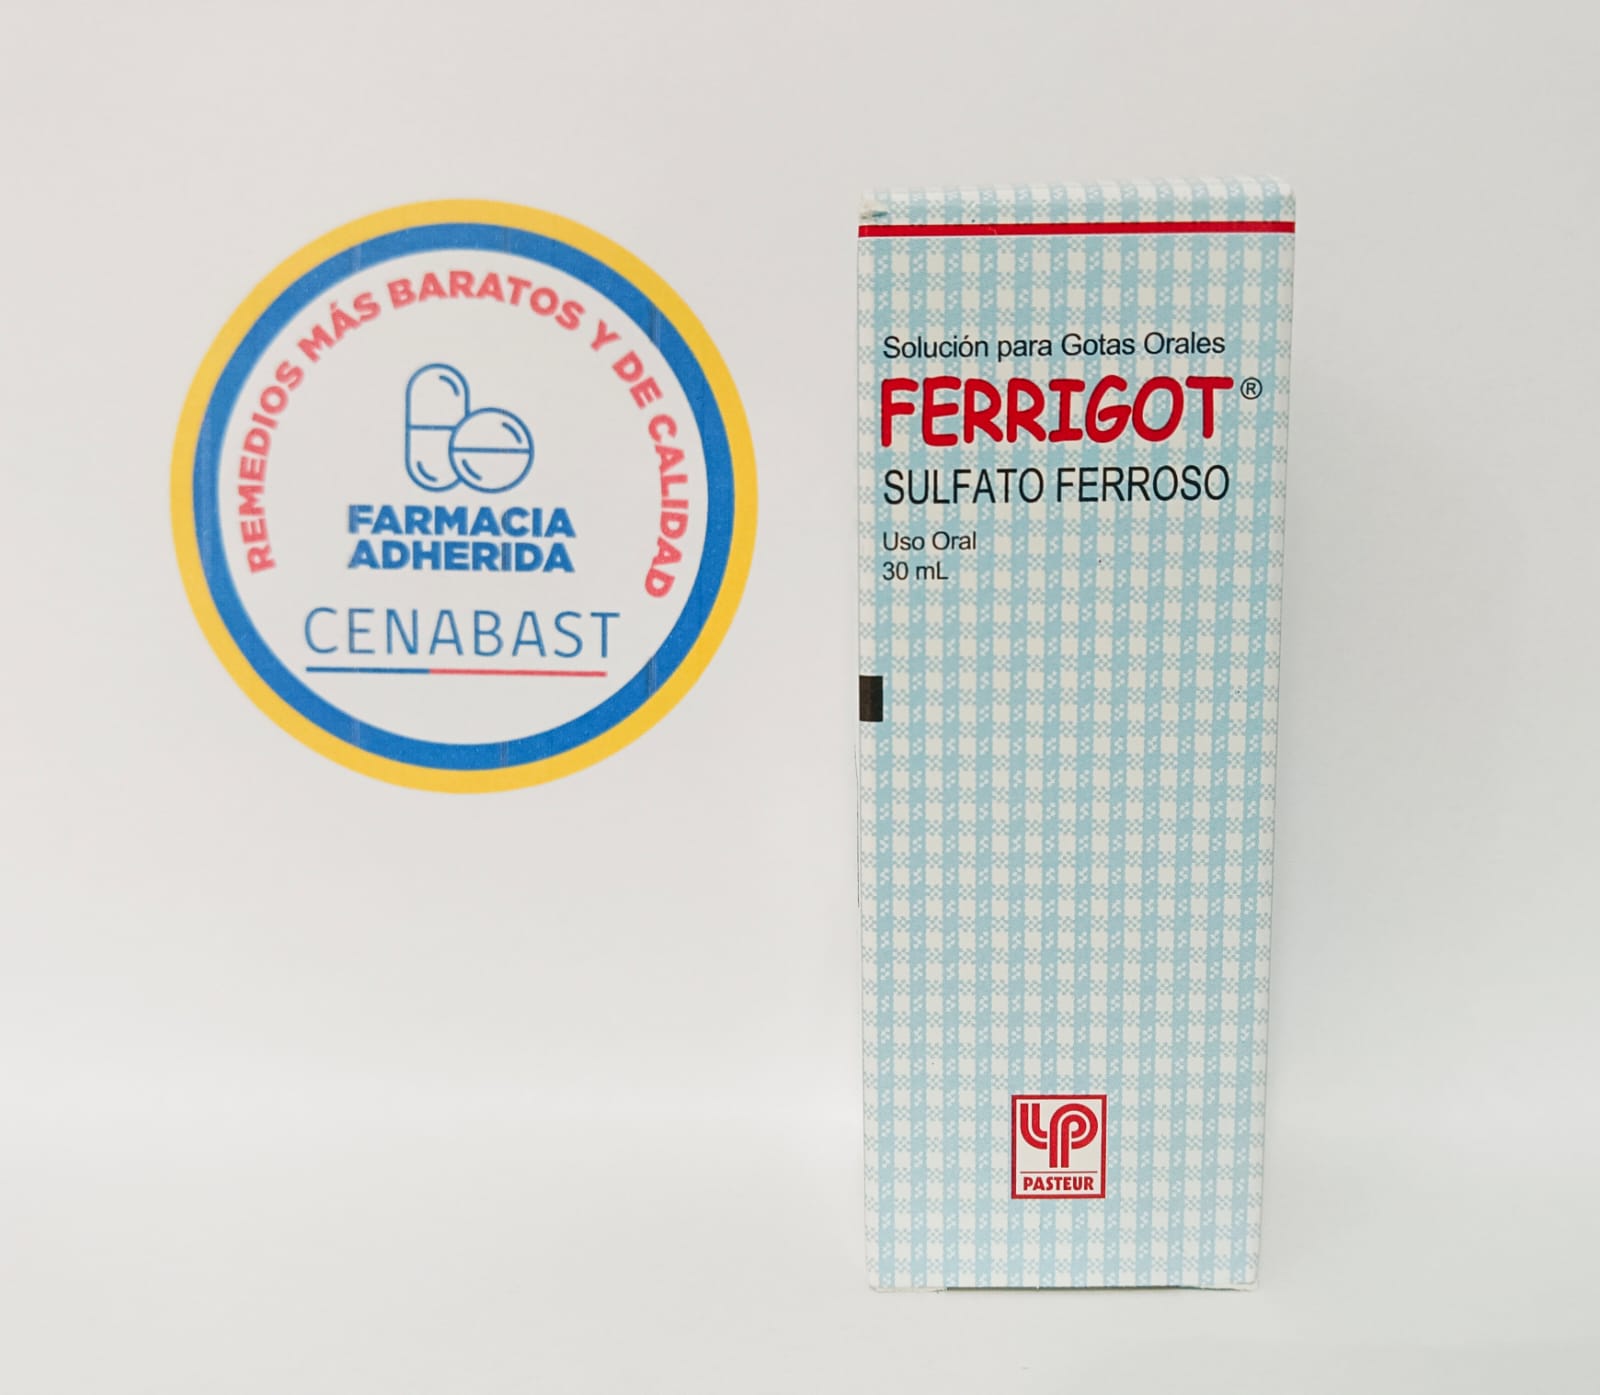 REMEDIOS MÁS BARATOS Y DE CALIDAD
FARMACIA
ADHERIDA
CENABAST
Solución para Gotas Orales
FERRIGOT®
SULFATO FERROSO
Uso Oral
30 mL
LP
PASTEUR